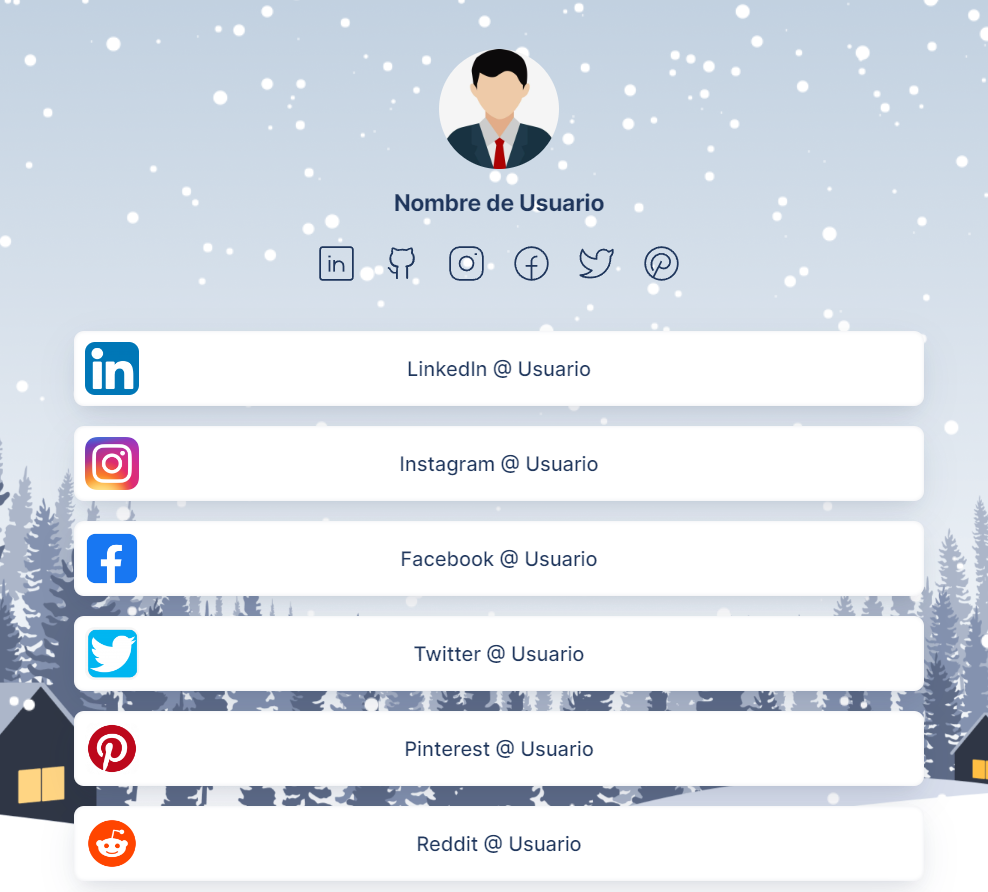 Nombre de Usuario
LinkedIn @ Usuario
Instagram @ Usuario
Facebook @ Usuario
Twitter @ Usuario
Pinterest @ Usuario
Reddit @ Usuario